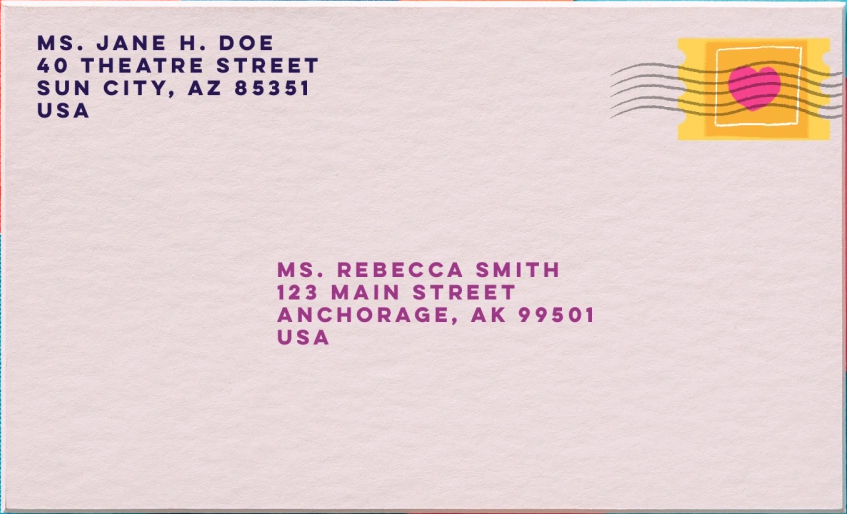 MS. JANE H. DOE
40 THEATRE STREET
SUN CITY, AZ 85351
USA
MS. REBECCA SMITH
123 MAIN STREET
ANCHORAGE, AK 99501
USA